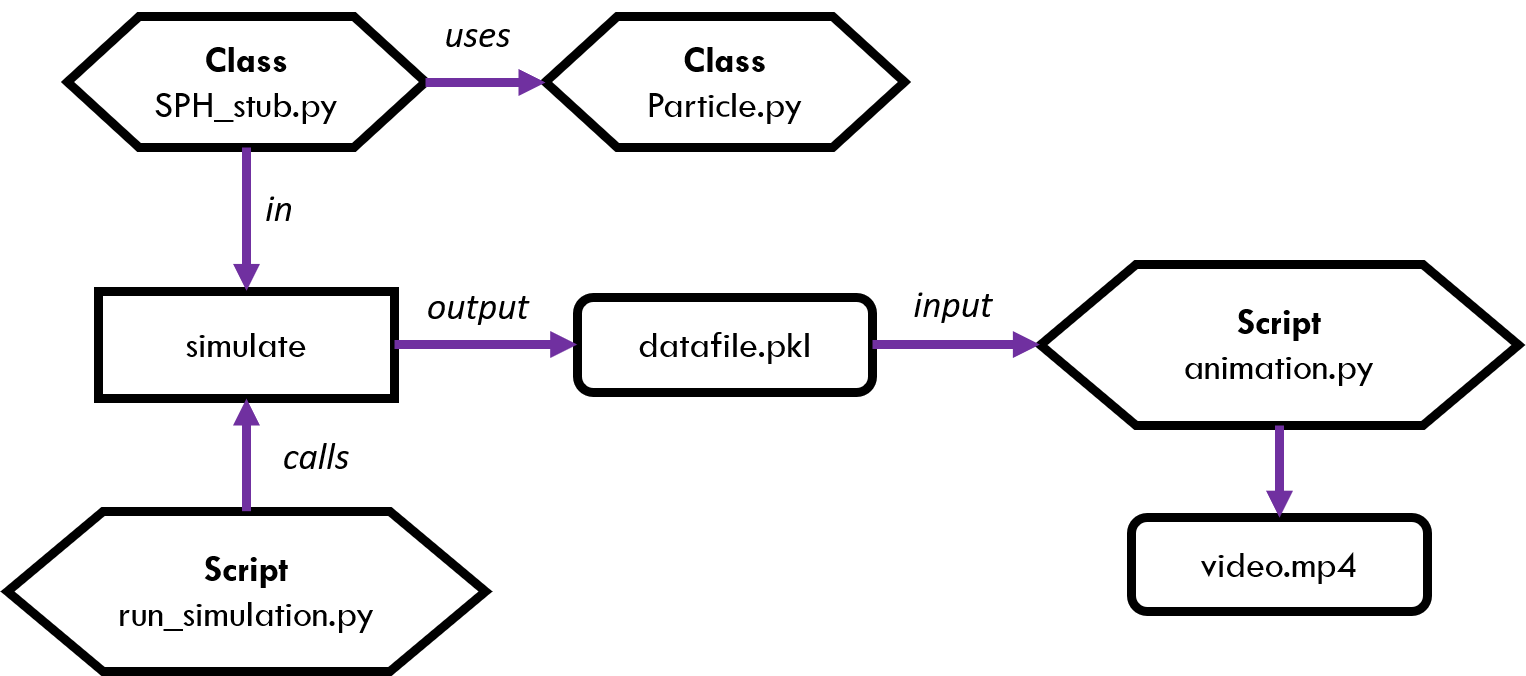 Class
SPH_stub.py
uses
Class
Particle.py
in
simulate
output
datafile.pkl
input
Script
animation.py
calls
Script
run_simulation.py
video.mp4